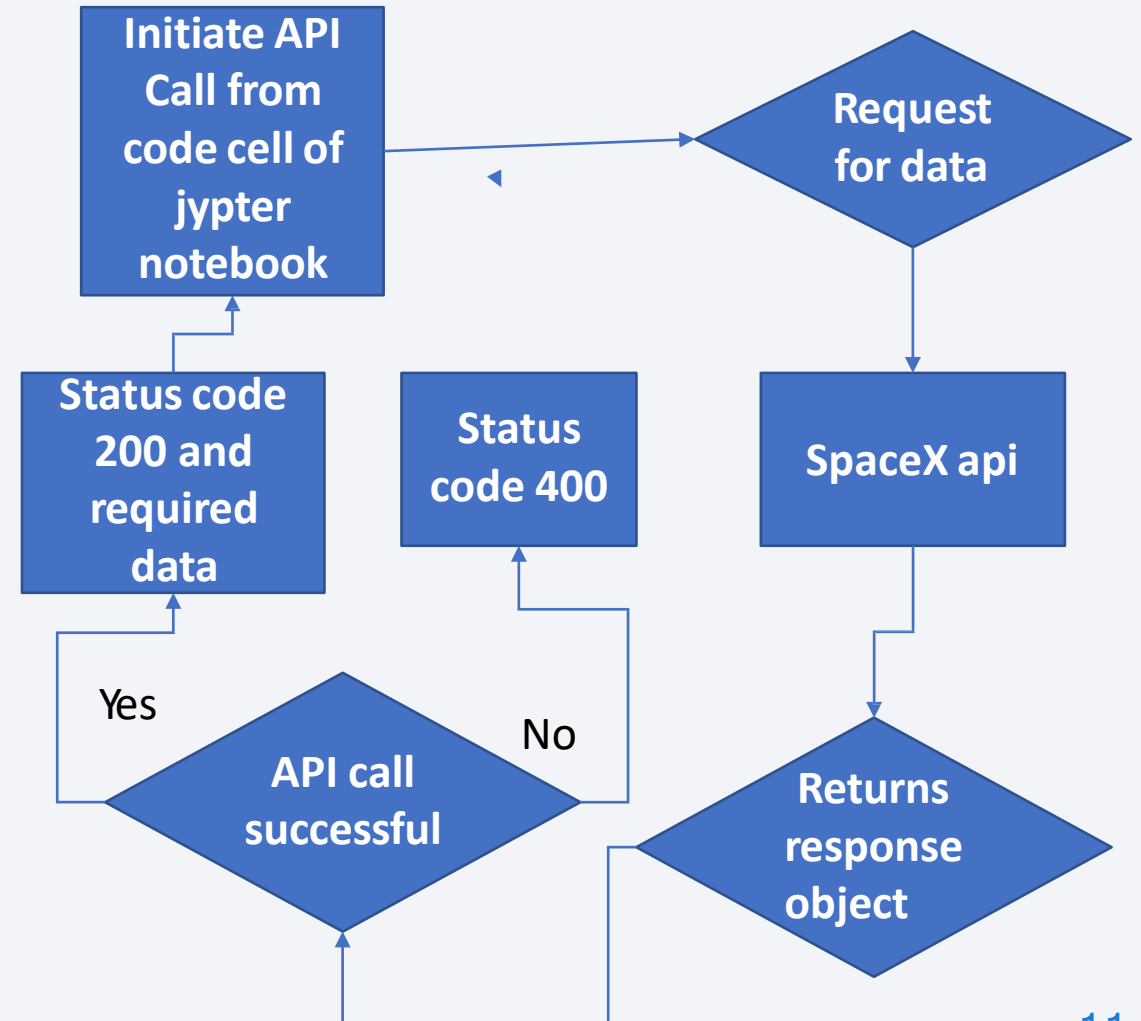 Initiate API
Call from
code cell of
jypter
notebook
Request
for data
Status code
200 and
required
data
Status
code 400
SpaceX api
Yes
No
API call
successful
Returns
response
object
11